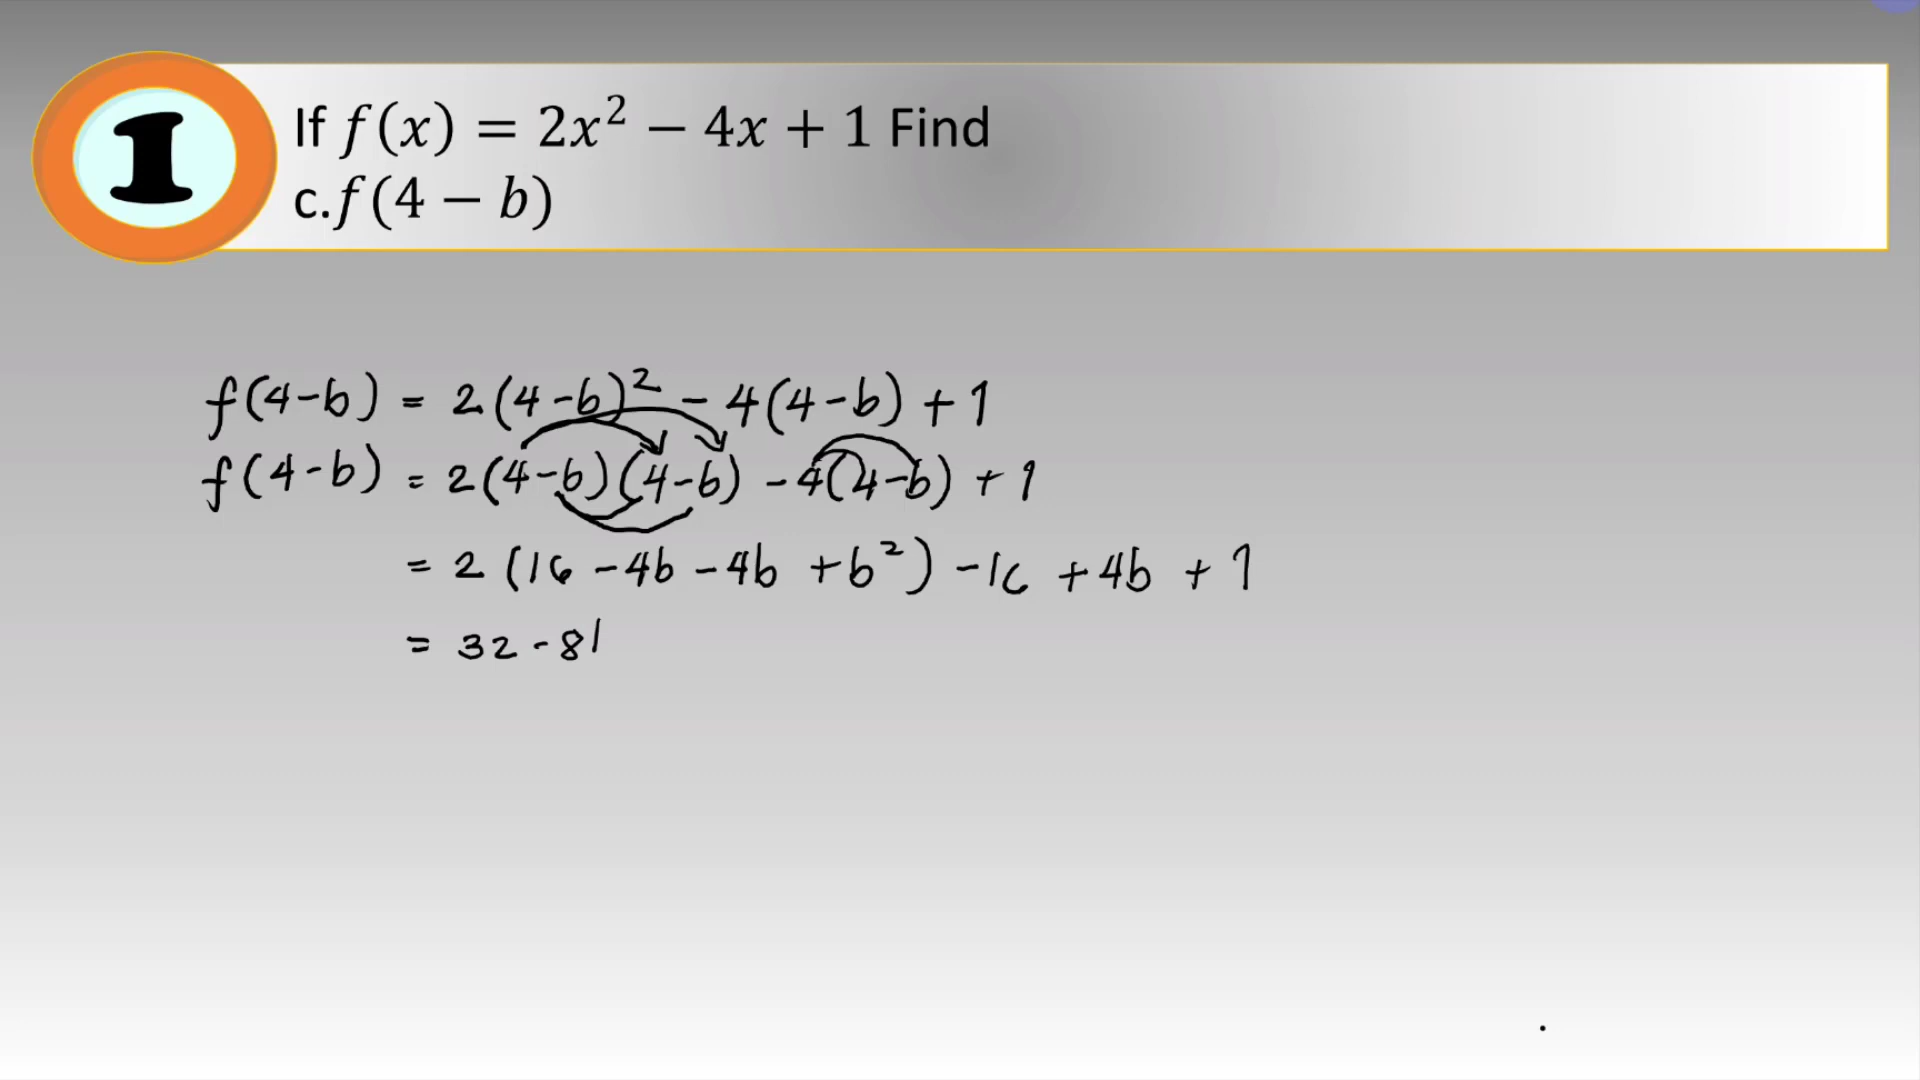 1
If f(x) = 2x² − 4x + 1 Find
c.f(4 − b)
f(4-b) = 2(4-b)² - 4(4-b) + 1
f(4-b) = 2(4-b)(4-b) - 4(4-b) + 1
= 2(16 - 4b - 4b + b²) - 16 + 4b + 1
= 32 - 8l